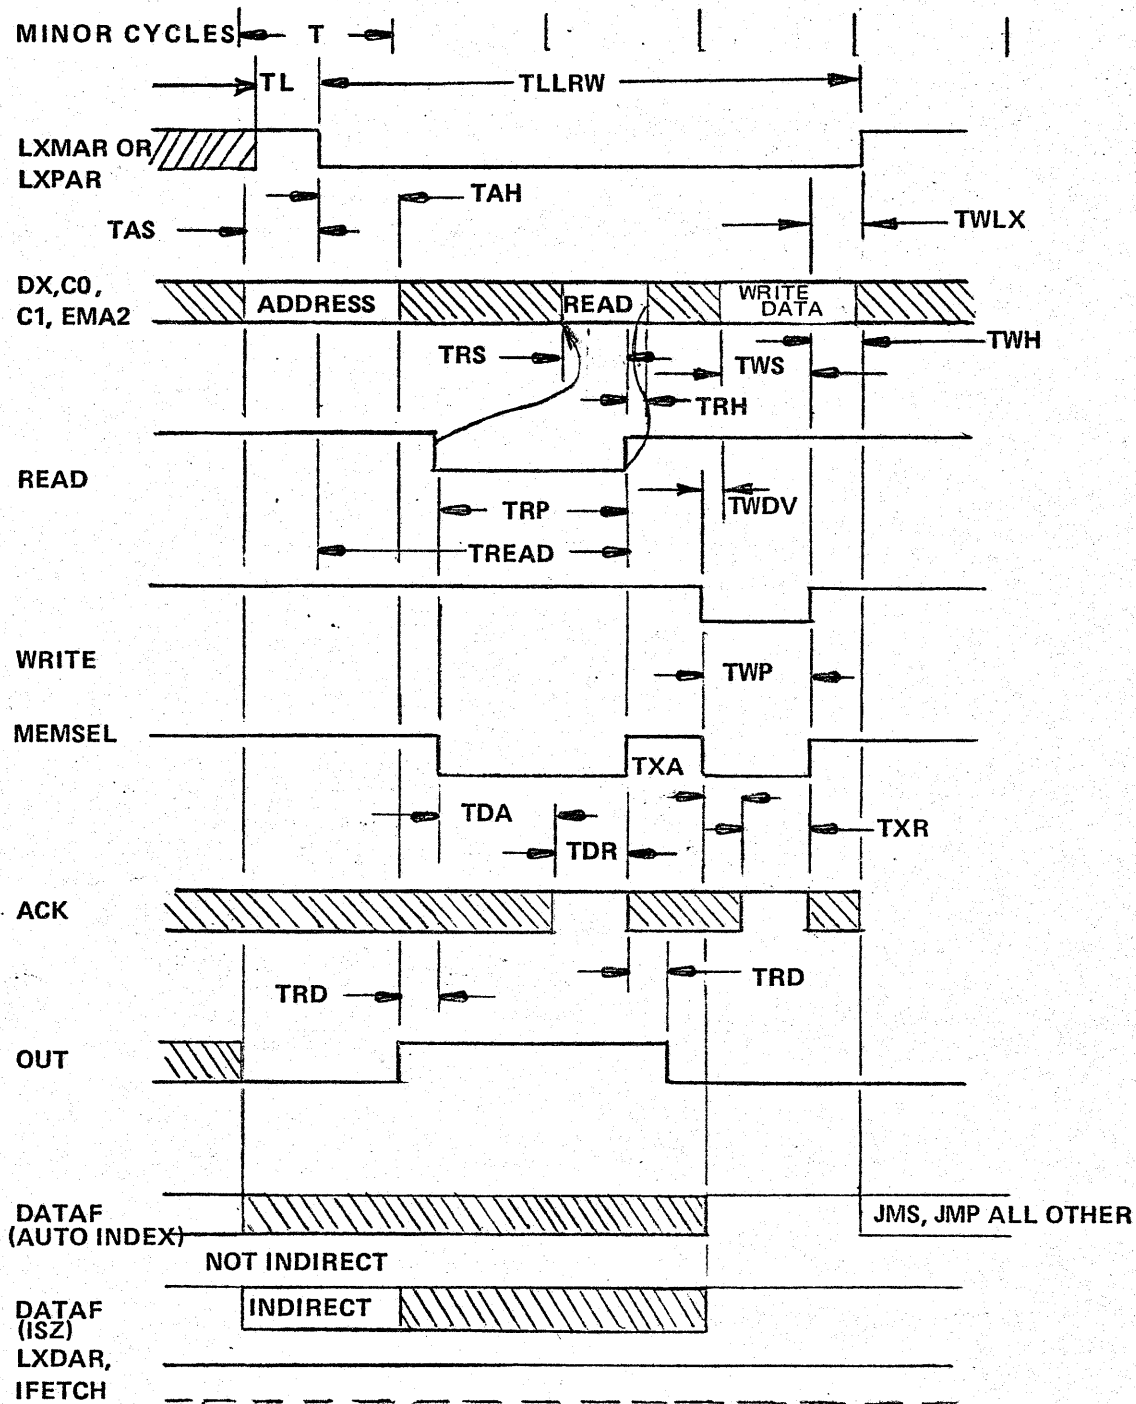 MINOR CYCLES T
TL TLLRW
LXMAR OR
LXPAR
TAH
TAS TWLX
DX,C0,
C1, EMA2
ADDRESS READ WRITE
DATA
TRS TWH
TWS
TRH
READ
TWDV
TRP
TREAD
WRITE TWP
MEMSEL
TXA
TDA
TXR
TDR
ACK
TRD
TRD
OUT
DATAF
(AUTO INDEX)
JMS, JMP ALL OTHER
NOT INDIRECT
DATAF
(ISZ)
INDIRECT
LXDAR,
IFETCH